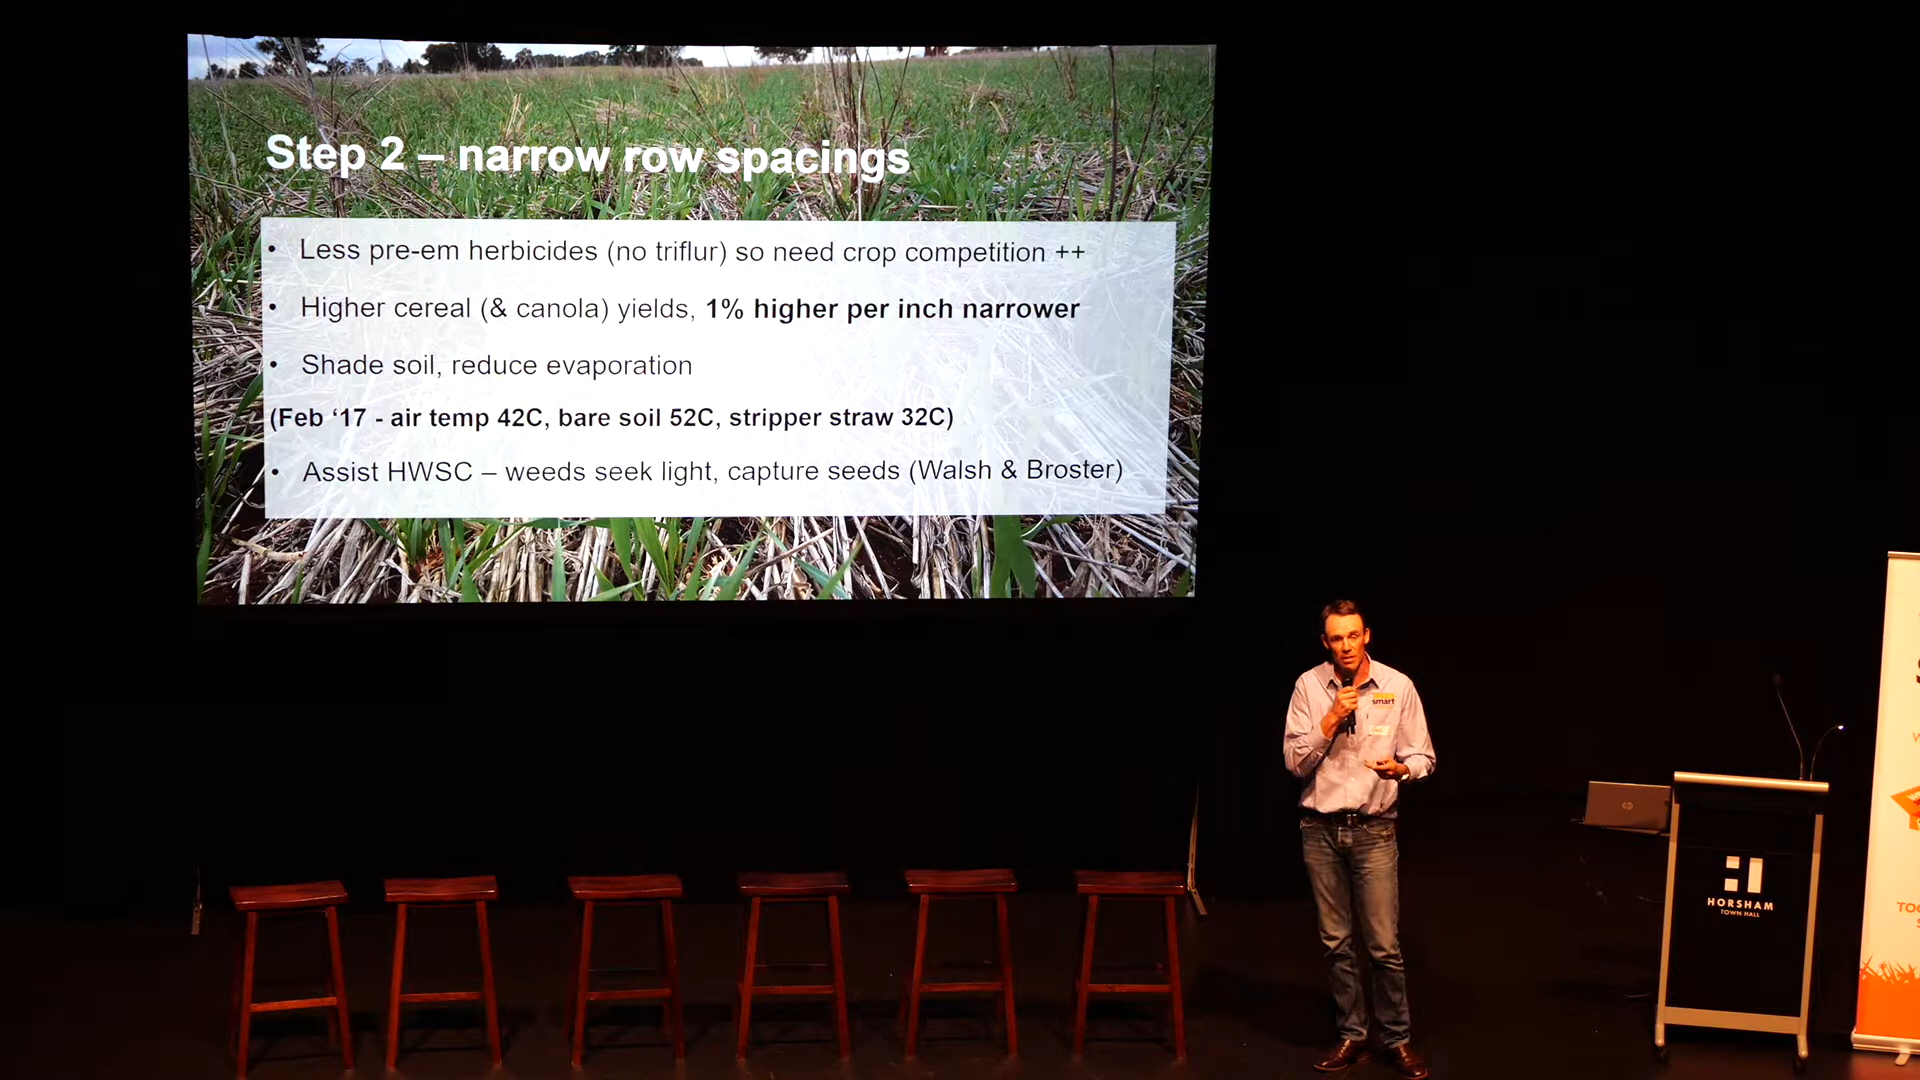 Step 2 – narrow row spacings
• Less pre-em herbicides (no triflur) so need crop competition ++
• Higher cereal (& canola) yields, 1% higher per inch narrower
• Shade soil, reduce evaporation
(Feb ‘17 - air temp 42C, bare soil 52C, stripper straw 32C)
• Assist HWSC – weeds seek light, capture seeds (Walsh & Broster)
smart
hp
HORSHAM
TOWN HALL